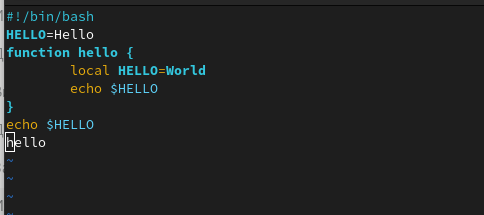 #!/bin/bash
HELLO=Hello
function hello {
        local HELLO=World
        echo $HELLO
}
echo $HELLO
hello
~
~
~
~